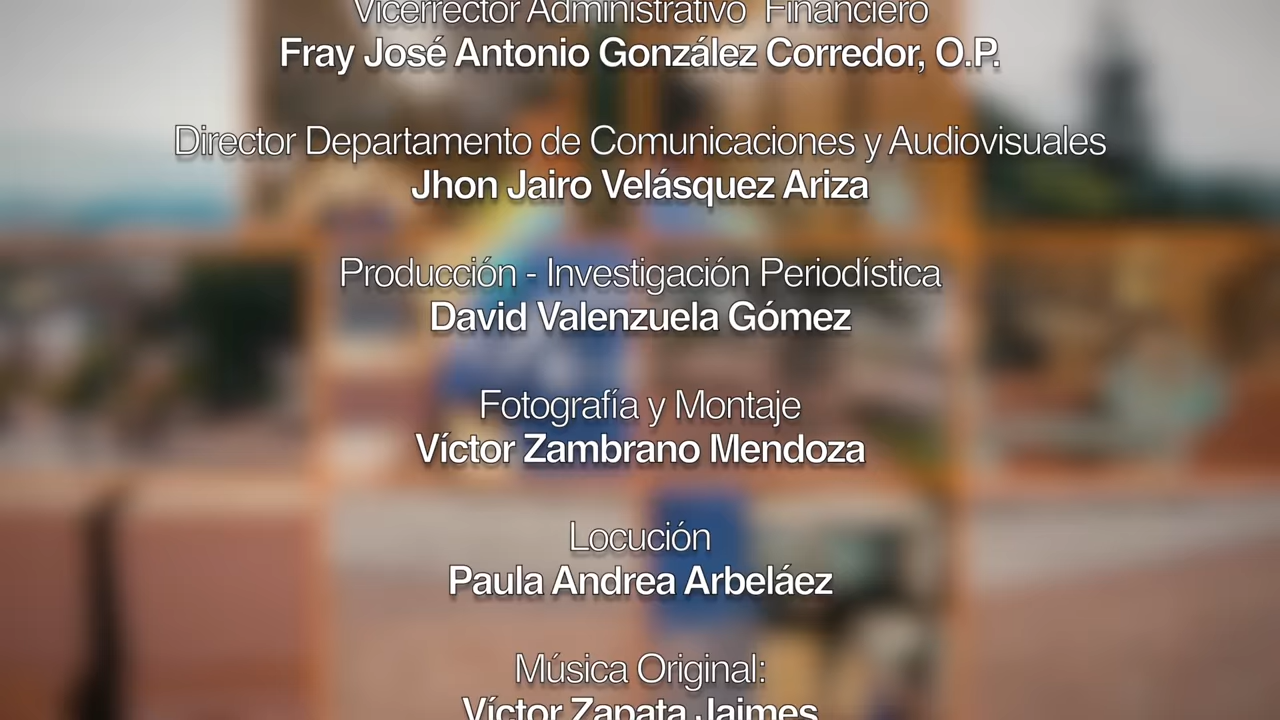 Vicerrector Administrativo Financiero
Fray José Antonio González Corredor, O.P.
Director Departamento de Comunicaciones y Audiovisuales
Jhon Jairo Velásquez Ariza
Producción - Investigación Periodística
David Valenzuela Gómez
Fotografía y Montaje
Víctor Zambrano Mendoza
Locución
Paula Andrea Arbeláez
Música Original:
Víctor Zapata Jaimes